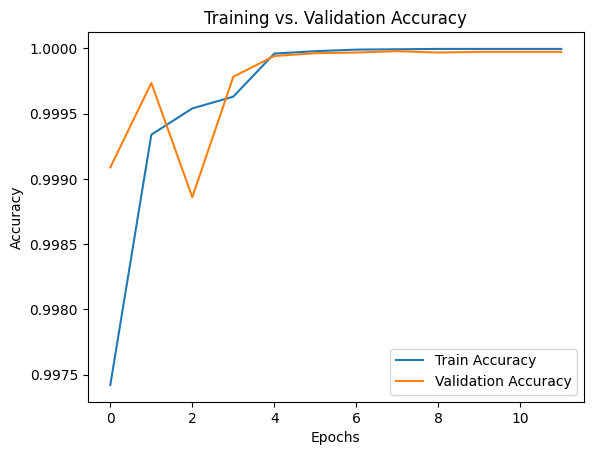 Training vs. Validation Accuracy
1.0000
0.9995
0.9990
0.9985
0.9980
0.9975
Accuracy
0 2 4 6 8 10
Epochs
Train Accuracy
Validation Accuracy